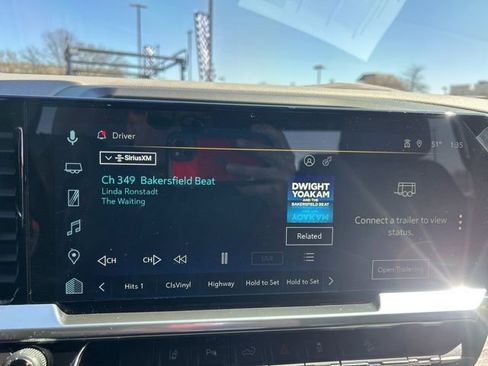 Driver
51° 1:35
SiriusXM
Ch 349 Bakersfield Beat
Linda Ronstadt
The Waiting
DWIGHT
YOAKAM
AND THE
BAKERSFIELD BEAT
Related
Connect a trailer to view
status.
CH CH LIVE
Open Trailering
Hits 1 ClsVinyl Highway Hold to Set Hold to Set